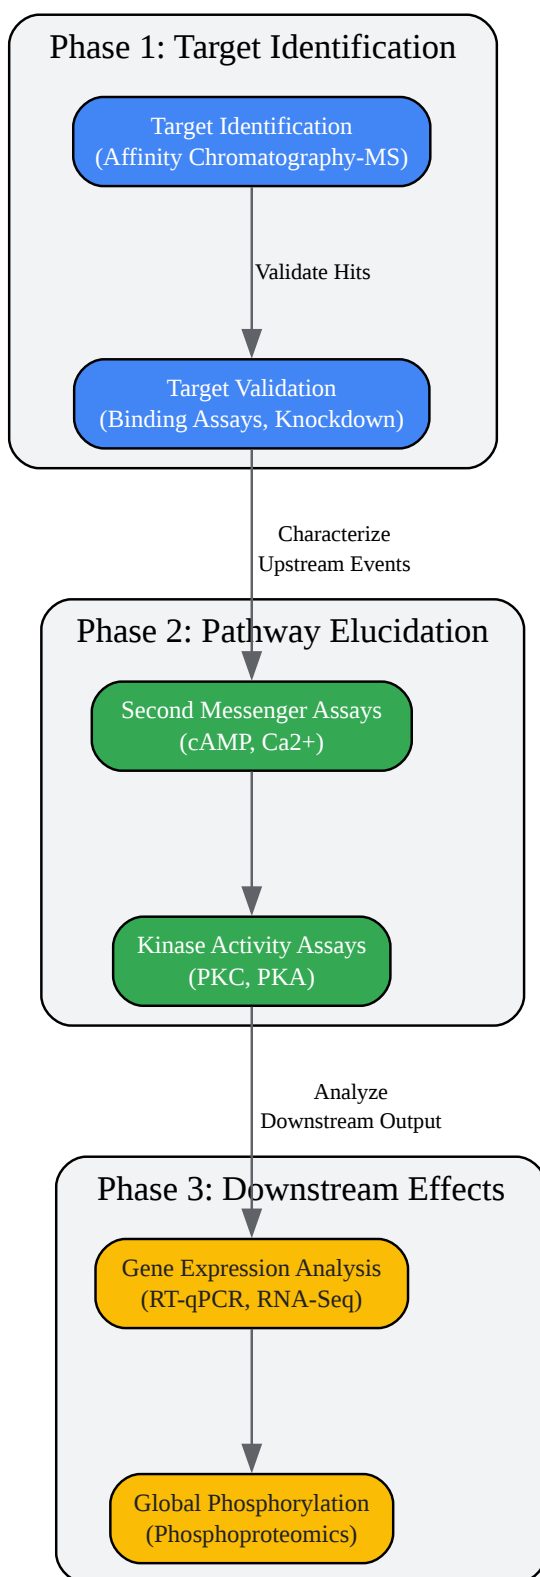 Phase 1: Target Identification
Target Identification
(Affinity Chromatography-MS)
Validate Hits
Target Validation
(Binding Assays, Knockdown)
Characterize
Upstream Events
Phase 2: Pathway Elucidation
Second Messenger Assays
(cAMP, Ca2+)
Kinase Activity Assays
(PKC, PKA)
Analyze
Downstream Output
Phase 3: Downstream Effects
Gene Expression Analysis
(RT-qPCR, RNA-Seq)
Global Phosphorylation
(Phosphoproteomics)